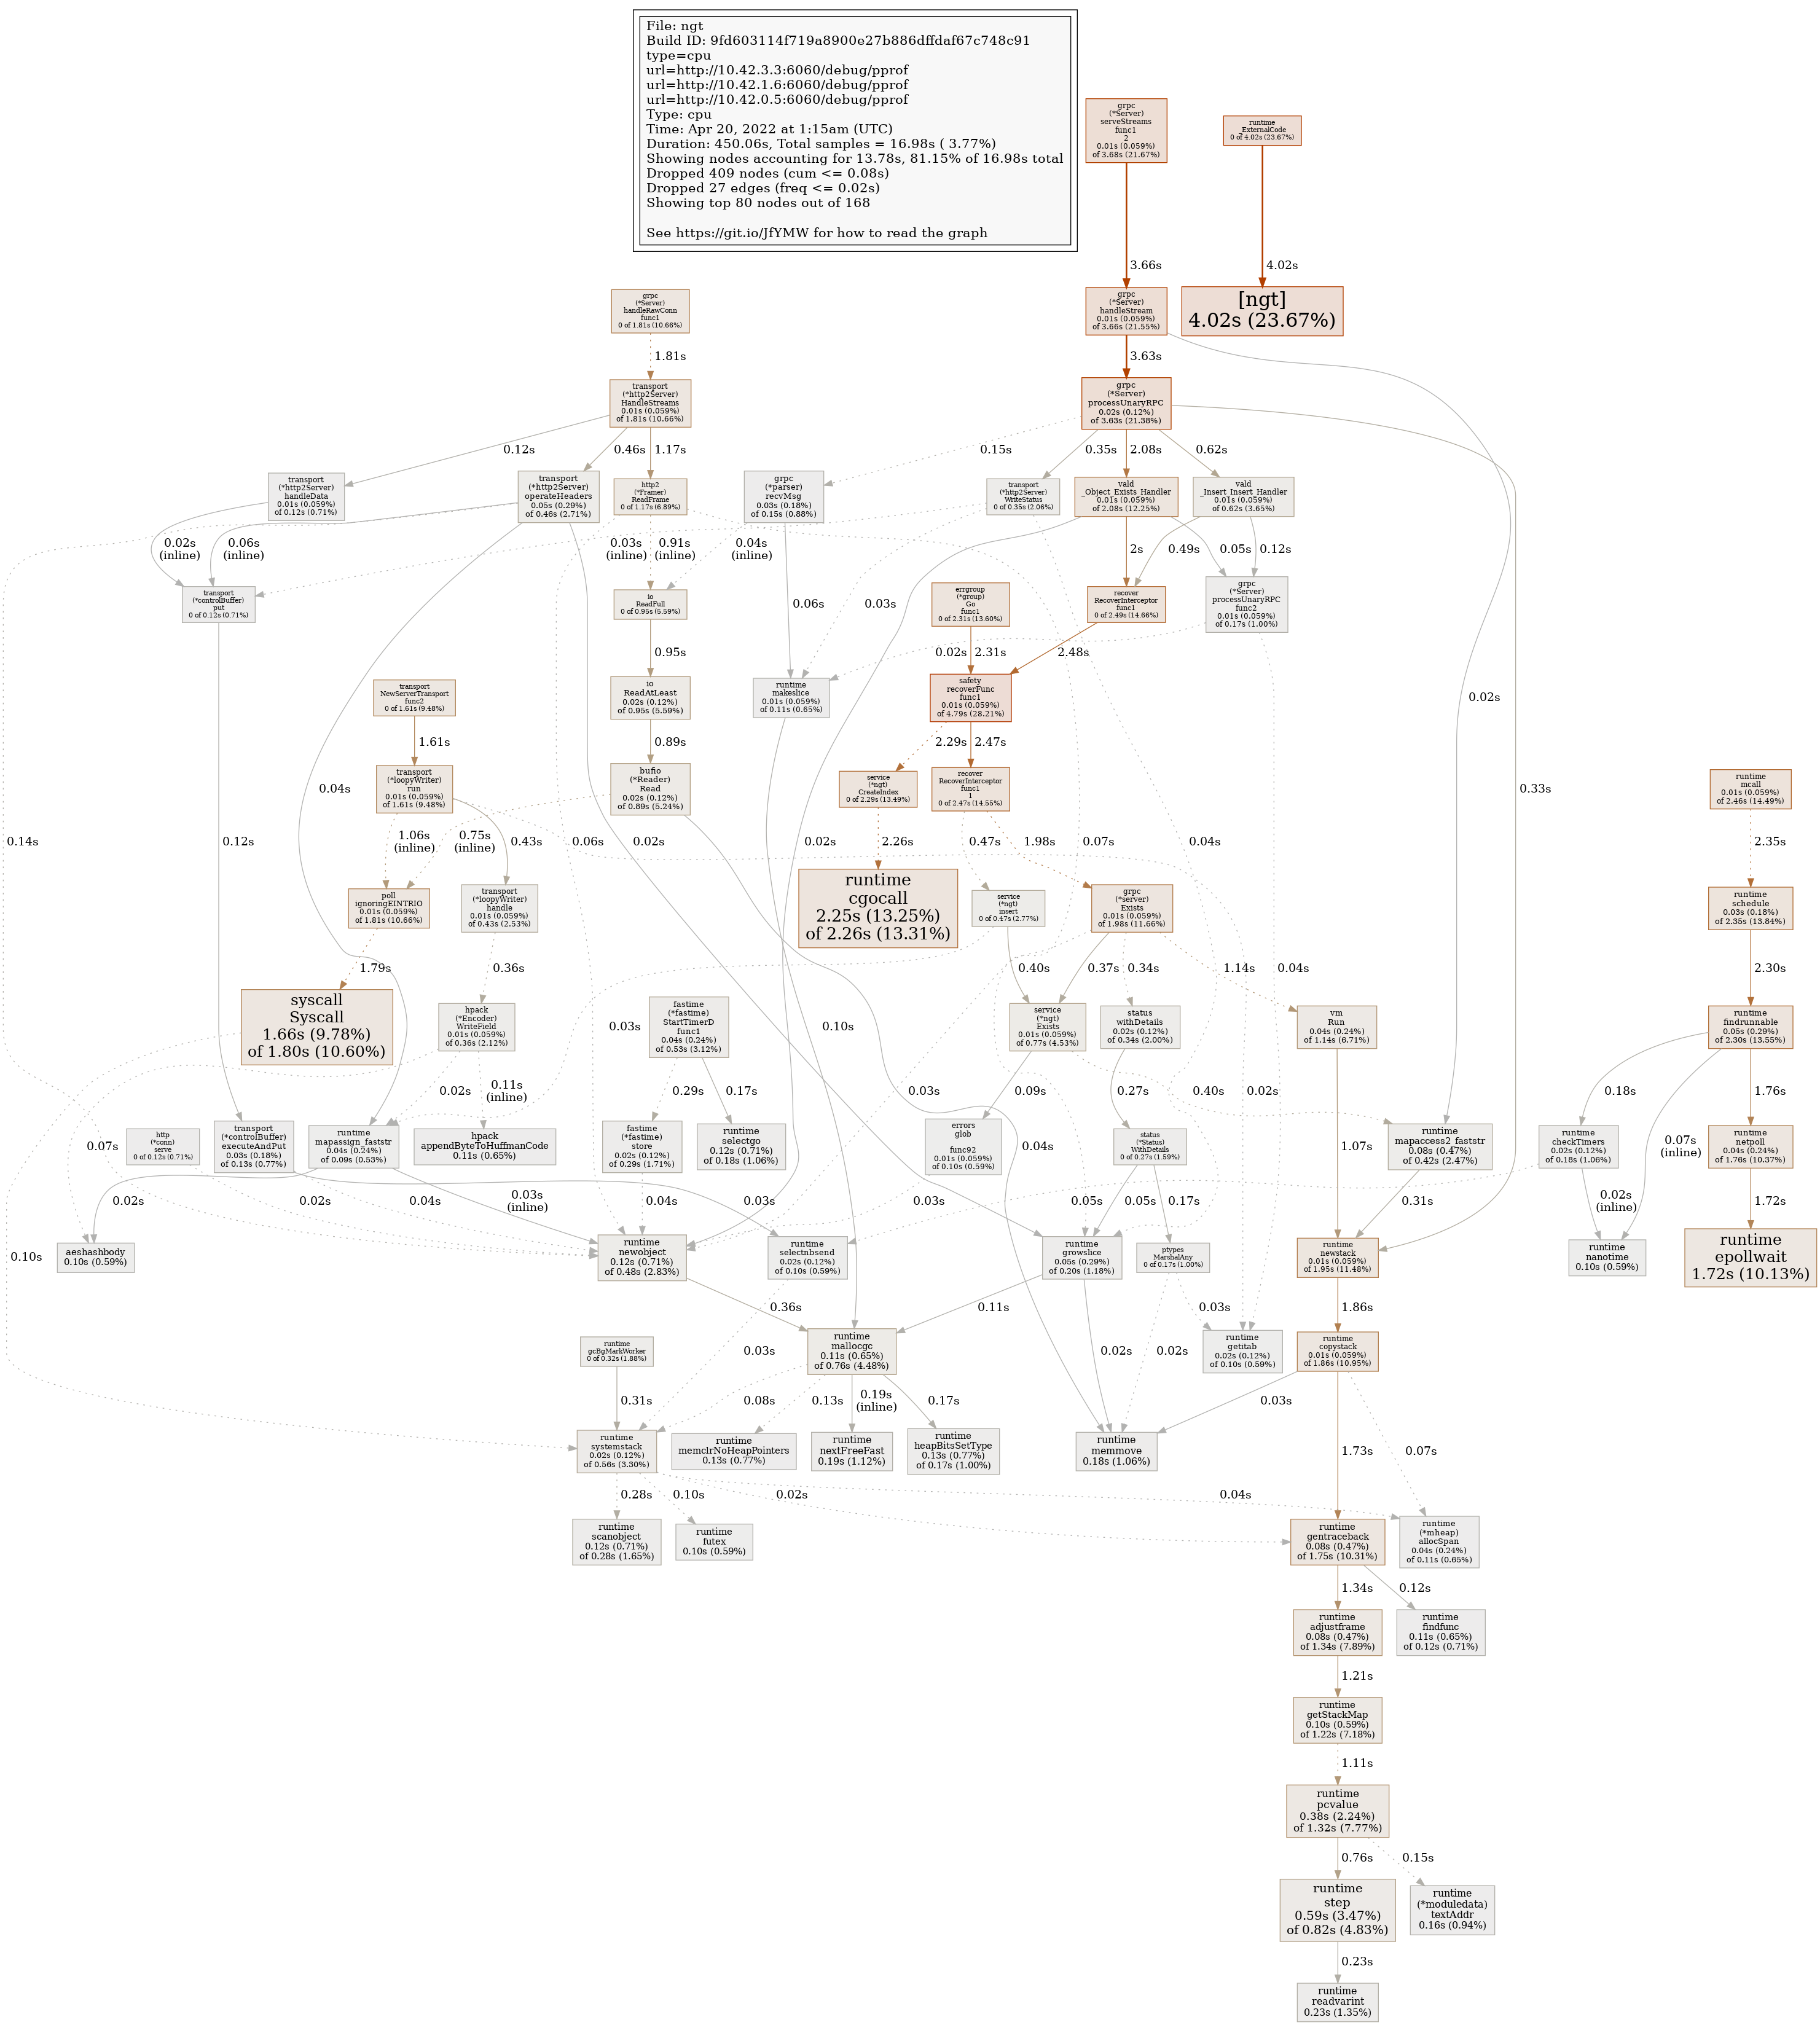 File: ngt
Build ID: 9fd603114f719a8900e27b886dffdaf67c748c91
type=cpu
url=http://10.42.3.3:6060/debug/pprof
url=http://10.42.1.6:6060/debug/pprof
url=http://10.42.0.5:6060/debug/pprof
Type: cpu
Time: Apr 20, 2022 at 1:15am (UTC)
Duration: 450.06s, Total samples = 16.98s ( 3.77%)
Showing nodes accounting for 13.78s, 81.15% of 16.98s total
Dropped 409 nodes (cum <= 0.08s)
Dropped 27 edges (freq <= 0.02s)
Showing top 80 nodes out of 168
See https://git.io/JfYMW for how to read the graph
grpc
(*Server)
serveStreams
func1
2
0.01s (0.059%)
of 3.68s (21.67%)
runtime
_ExternalCode
0 of 4.02s (23.67%)
3.66s
4.02s
grpc
(*Server)
handleRawConn
func1
0 of 1.81s (10.66%)
grpc
(*Server)
handleStream
0.01s (0.059%)
of 3.66s (21.55%)
[ngt]
4.02s (23.67%)
1.81s
3.63s
transport
(*http2Server)
HandleStreams
0.01s (0.059%)
of 1.81s (10.66%)
grpc
(*Server)
processUnaryRPC
0.02s (0.12%)
of 3.63s (21.38%)
0.12s
0.46s
1.17s
0.15s
0.35s
2.08s
0.62s
transport
(*http2Server)
handleData
0.01s (0.059%)
of 0.12s (0.71%)
transport
(*http2Server)
operateHeaders
0.05s (0.29%)
of 0.46s (2.71%)
http2
(*Framer)
ReadFrame
0 of 1.17s (6.89%)
grpc
(*parser)
recvMsg
0.03s (0.18%)
of 0.15s (0.88%)
transport
(*http2Server)
WriteStatus
0 of 0.35s (2.06%)
vald
_Object_Exists_Handler
0.01s (0.059%)
of 2.08s (12.25%)
vald
_Insert_Insert_Handler
0.01s (0.059%)
of 0.62s (3.65%)
0.02s
(inline)
0.06s
(inline)
0.03s
(inline)
0.91s
(inline)
0.04s
(inline)
2s
0.49s
0.05s
0.12s
transport
(*controlBuffer)
put
0 of 0.12s (0.71%)
io
ReadFull
0 of 0.95s (5.59%)
errgroup
(*group)
Go
func1
0 of 2.31s (13.60%)
recover
RecoverInterceptor
func1
0 of 2.49s (14.66%)
grpc
(*Server)
processUnaryRPC
func2
0.01s (0.059%)
of 0.17s (1.00%)
0.06s
0.03s
0.95s
0.02s
2.31s
2.48s
transport
NewServerTransport
func2
0 of 1.61s (9.48%)
io
ReadAtLeast
0.02s (0.12%)
of 0.95s (5.59%)
runtime
makeslice
0.01s (0.059%)
of 0.11s (0.65%)
safety
recoverFunc
func1
0.01s (0.059%)
of 4.79s (28.21%)
0.02s
1.61s
0.89s
2.29s
2.47s
transport
(*loopyWriter)
run
0.01s (0.059%)
of 1.61s (9.48%)
bufio
(*Reader)
Read
0.02s (0.12%)
of 0.89s (5.24%)
service
(*ngt)
CreateIndex
0 of 2.29s (13.49%)
recover
RecoverInterceptor
func1
1
0 of 2.47s (14.55%)
runtime
mcall
0.01s (0.059%)
of 2.46s (14.49%)
0.04s
0.33s
0.14s
0.12s
1.06s
(inline)
0.75s
(inline)
0.43s
0.06s
0.02s
0.02s
2.26s
0.47s
1.98s
0.07s
0.04s
2.35s
poll
ignoringEINTRIO
0.01s (0.059%)
of 1.81s (10.66%)
transport
(*loopyWriter)
handle
0.01s (0.059%)
of 0.43s (2.53%)
runtime
cgocall
2.25s (13.25%)
of 2.26s (13.31%)
service
(*ngt)
insert
0 of 0.47s (2.77%)
grpc
(*server)
Exists
0.01s (0.059%)
of 1.98s (11.66%)
runtime
schedule
0.03s (0.18%)
of 2.35s (13.84%)
1.79s
0.36s
0.40s
0.37s
0.34s
1.14s
0.04s
2.30s
syscall
Syscall
1.66s (9.78%)
of 1.80s (10.60%)
hpack
(*Encoder)
WriteField
0.01s (0.059%)
of 0.36s (2.12%)
fastime
(*fastime)
StartTimerD
func1
0.04s (0.24%)
of 0.53s (3.12%)
service
(*ngt)
Exists
0.01s (0.059%)
of 0.77s (4.53%)
status
withDetails
0.02s (0.12%)
of 0.34s (2.00%)
vm
Run
0.04s (0.24%)
of 1.14s (6.71%)
runtime
findrunnable
0.05s (0.29%)
of 2.30s (13.55%)
0.03s
0.10s
0.02s
0.11s
(inline)
0.29s
0.17s
0.03s
0.09s
0.27s
0.40s
0.02s
0.18s
1.76s
http
(*conn)
serve
0 of 0.12s (0.71%)
transport
(*controlBuffer)
executeAndPut
0.03s (0.18%)
of 0.13s (0.77%)
runtime
mapassign_faststr
0.04s (0.24%)
of 0.09s (0.53%)
hpack
appendByteToHuffmanCode
0.11s (0.65%)
fastime
(*fastime)
store
0.02s (0.12%)
of 0.29s (1.71%)
runtime
selectgo
0.12s (0.71%)
of 0.18s (1.06%)
errors
glob

func92
0.01s (0.059%)
of 0.10s (0.59%)
status
(*Status)
WithDetails
0 of 0.27s (1.59%)
runtime
mapaccess2_faststr
0.08s (0.47%)
of 0.42s (2.47%)
runtime
checkTimers
0.02s (0.12%)
of 0.18s (1.06%)
runtime
netpoll
0.04s (0.24%)
of 1.76s (10.37%)
0.07s
0.04s
1.07s
0.07s
(inline)
0.02s
0.02s
0.04s
0.03s
(inline)
0.04s
0.03s
0.03s
0.05s
0.05s
0.17s
0.31s
0.02s
(inline)
1.72s
0.10s
aeshashbody
0.10s (0.59%)
runtime
newobject
0.12s (0.71%)
of 0.48s (2.83%)
runtime
selectnbsend
0.02s (0.12%)
of 0.10s (0.59%)
runtime
growslice
0.05s (0.29%)
of 0.20s (1.18%)
ptypes
MarshalAny
0 of 0.17s (1.00%)
runtime
newstack
0.01s (0.059%)
of 1.95s (11.48%)
runtime
nanotime
0.10s (0.59%)
runtime
epollwait
1.72s (10.13%)
0.36s
0.11s
0.03s
1.86s
runtime
gcBgMarkWorker
0 of 0.32s (1.88%)
runtime
mallocgc
0.11s (0.65%)
of 0.76s (4.48%)
runtime
getitab
0.02s (0.12%)
of 0.10s (0.59%)
runtime
copystack
0.01s (0.059%)
of 1.86s (10.95%)
0.03s
0.02s
0.02s
0.31s
0.08s
0.13s
0.19s
(inline)
0.17s
0.03s
runtime
systemstack
0.02s (0.12%)
of 0.56s (3.30%)
runtime
memclrNoHeapPointers
0.13s (0.77%)
runtime
nextFreeFast
0.19s (1.12%)
runtime
heapBitsSetType
0.13s (0.77%)
of 0.17s (1.00%)
runtime
memmove
0.18s (1.06%)
1.73s
0.07s
0.28s
0.10s
0.02s
0.04s
runtime
scanobject
0.12s (0.71%)
of 0.28s (1.65%)
runtime
futex
0.10s (0.59%)
runtime
gentraceback
0.08s (0.47%)
of 1.75s (10.31%)
runtime
(*mheap)
allocSpan
0.04s (0.24%)
of 0.11s (0.65%)
1.34s
0.12s
runtime
adjustframe
0.08s (0.47%)
of 1.34s (7.89%)
runtime
findfunc
0.11s (0.65%)
of 0.12s (0.71%)
1.21s
runtime
getStackMap
0.10s (0.59%)
of 1.22s (7.18%)
1.11s
runtime
pcvalue
0.38s (2.24%)
of 1.32s (7.77%)
0.76s
0.15s
runtime
step
0.59s (3.47%)
of 0.82s (4.83%)
runtime
(*moduledata)
textAddr
0.16s (0.94%)
0.23s
runtime
readvarint
0.23s (1.35%)